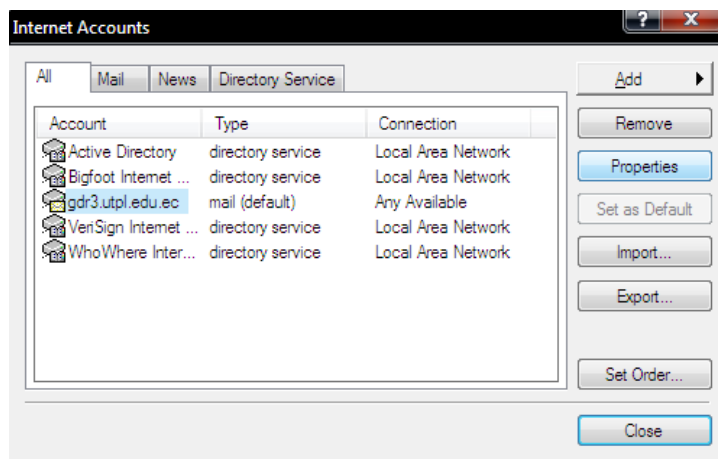 Internet Accounts
All Mail News Directory Service
Add
Remove
Properties
Set as Default
Import...
Export...
Set Order...
Close
Account Type Connection
Active Directory directory service Local Area Network
Bigfoot Internet ... directory service Local Area Network
gdr3.utpl.edu.ec mail (default) Any Available
VeriSign Internet ... directory service Local Area Network
WhoWhere Inter... directory service Local Area Network